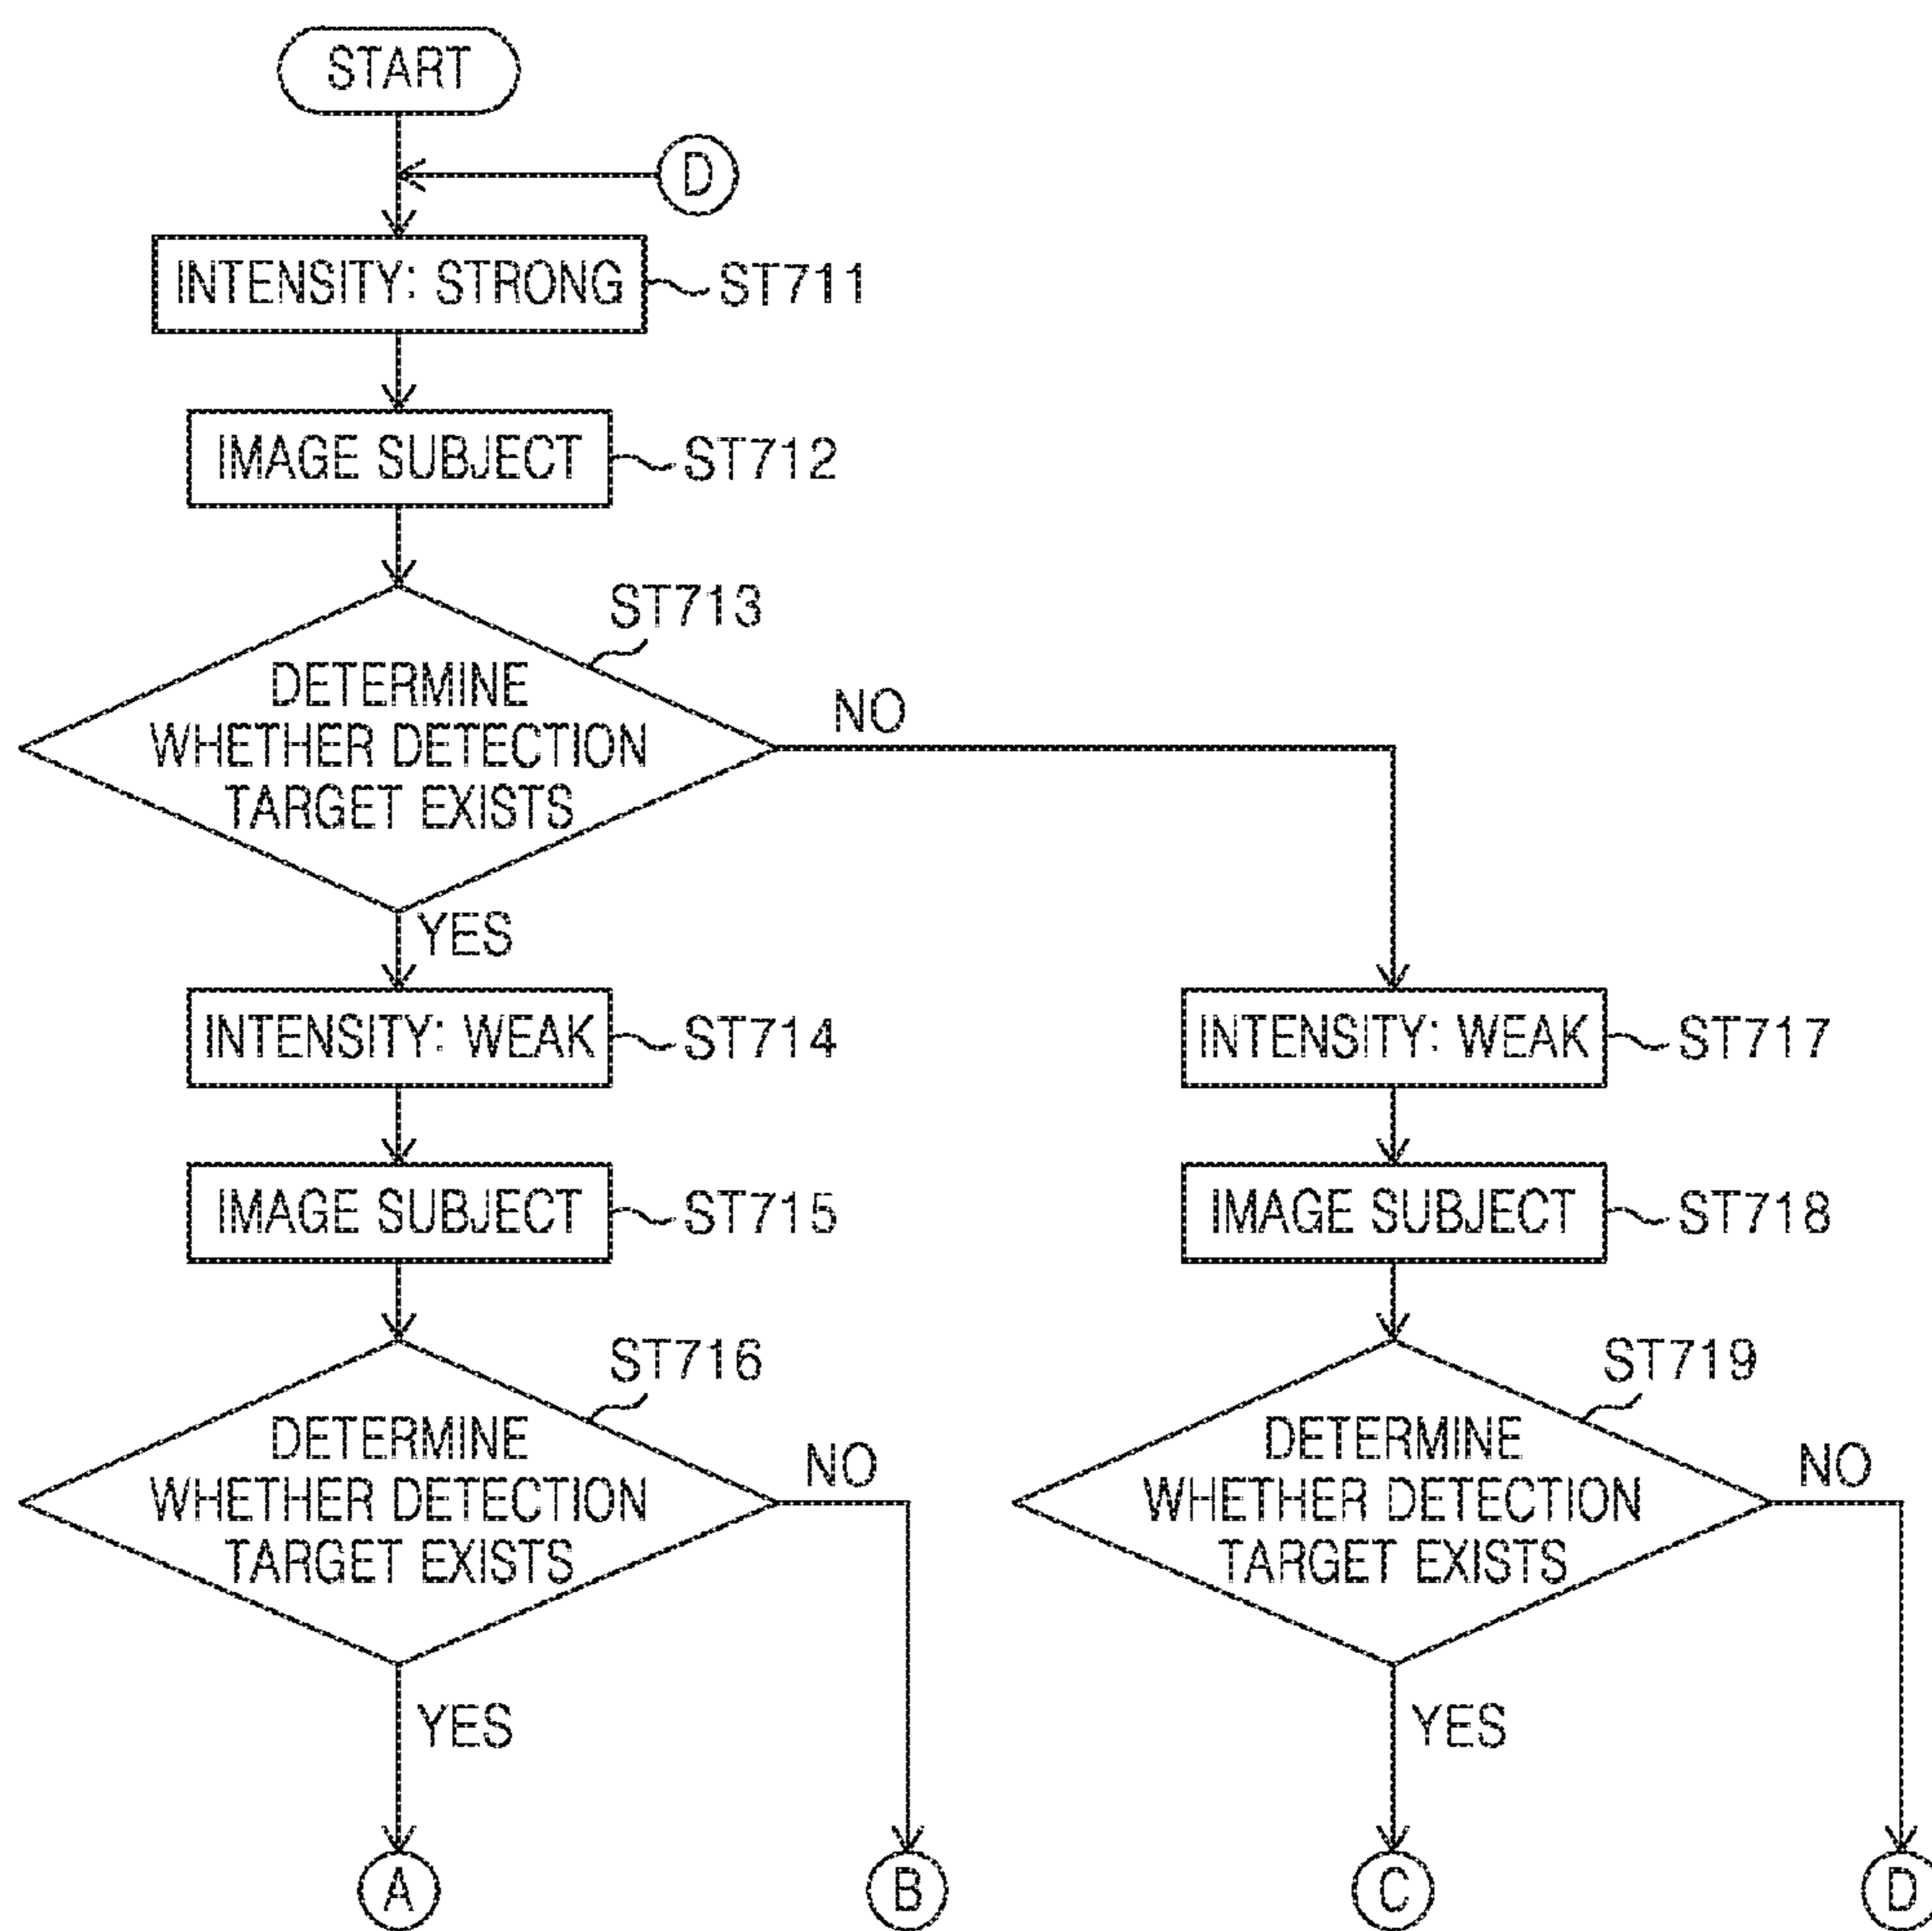 START
D
INTENSITY: STRONG
ST711
IMAGE SUBJECT
ST712
ST713
DETERMINE
WHETHER DETECTION
TARGET EXISTS
NO
YES
INTENSITY: WEAK
ST714
INTENSITY: WEAK
ST717
IMAGE SUBJECT
ST715
IMAGE SUBJECT
ST718
ST716
DETERMINE
WHETHER DETECTION
TARGET EXISTS
NO
YES
ST719
DETERMINE
WHETHER DETECTION
TARGET EXISTS
NO
YES
A
B
C
D